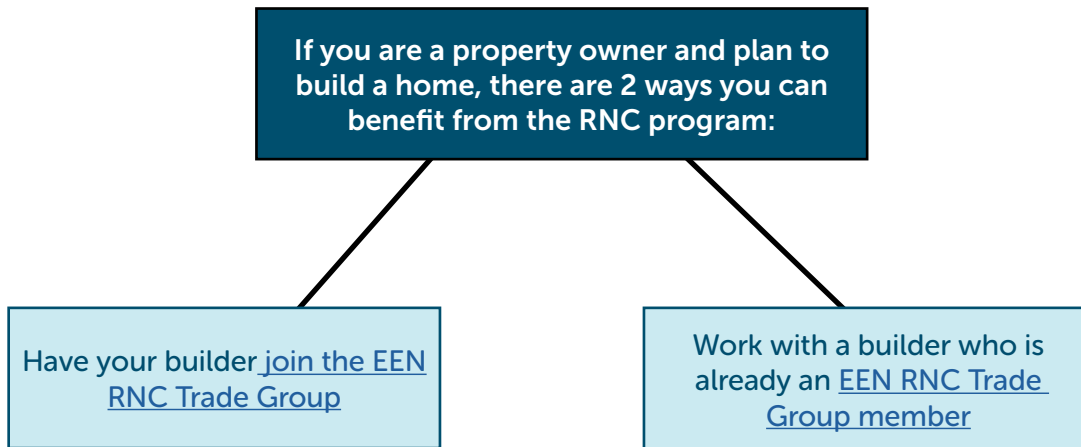 If you are a property owner and plan to
build a home, there are 2 ways you can
benefit from the RNC program:
Have your builder join the EEN
RNC Trade Group
Work with a builder who is
already an EEN RNC Trade
Group member